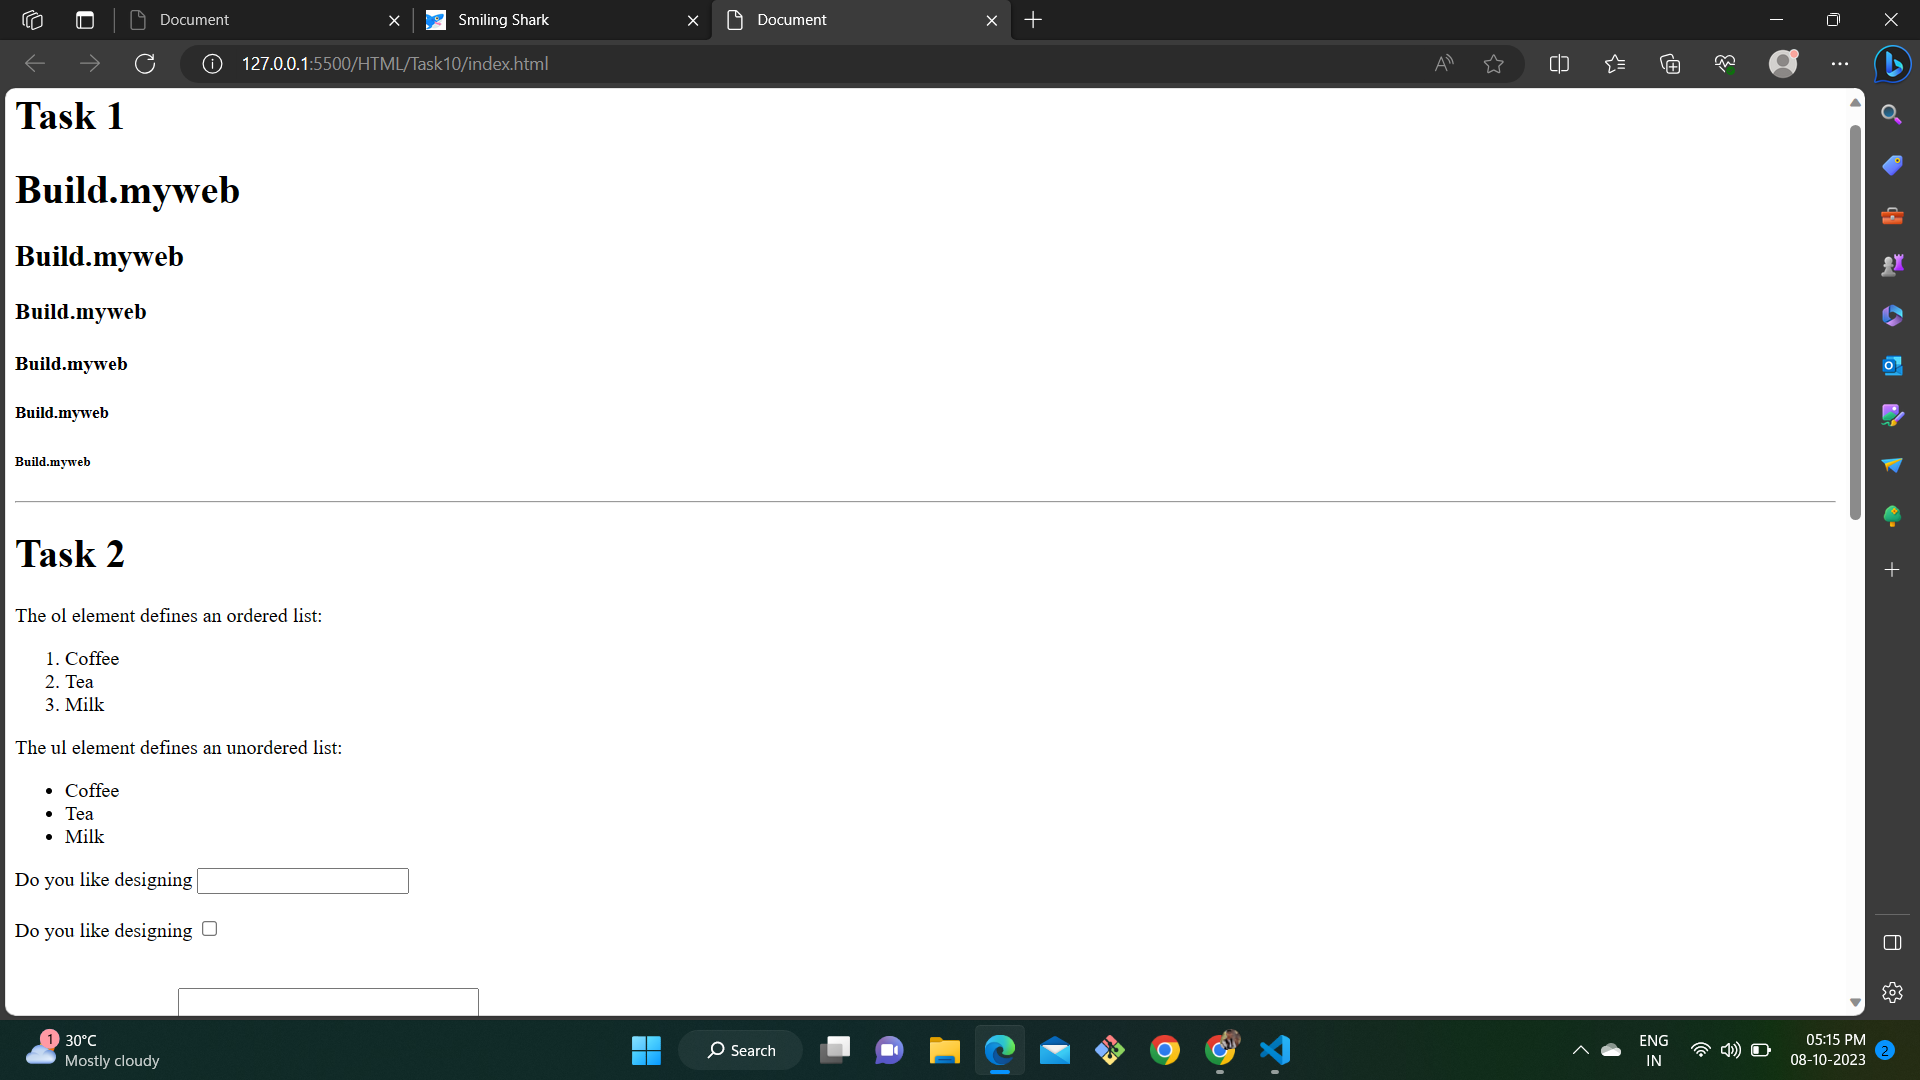 Document
Smiling Shark
Document
127.0.0.1:5500/HTML/Task10/index.html
Task 1
Build.myweb
Build.myweb
Build.myweb
Build.myweb
Build.myweb
Build.myweb
Task 2
The ol element defines an ordered list:
1. Coffee
2. Tea
3. Milk
The ul element defines an unordered list:
• Coffee
• Tea
• Milk
Do you like designing
Do you like designing
1
30°C
Mostly cloudy
Search
ENG
IN
05:15 PM
08-10-2023
2